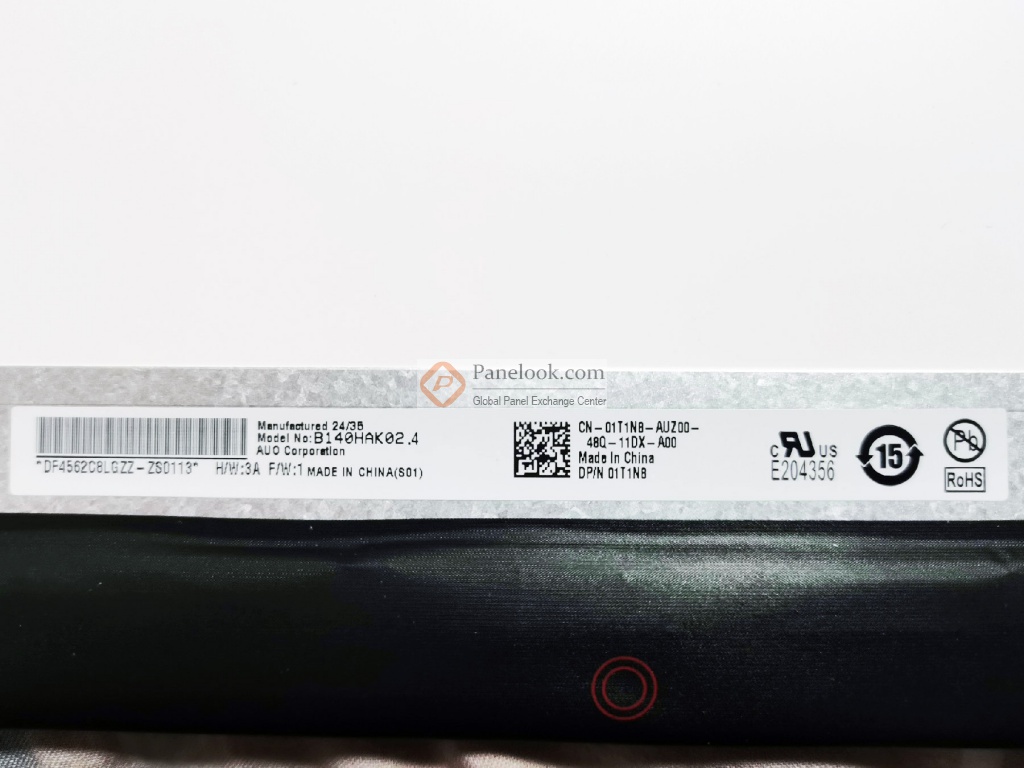 P
Panelook.com
Global Panel Exchange Center
Manufactured 24/35
Model No:B140HAK02.4
AUO Corporation
*DF4562C8LGZZ-ZS0113* H/W:3A F/W:1 MADE IN CHINA(S01)
CN-01T1N8-AUZ00-
48Q-11DX-A00
Made in China
DP/N 01T1N8
C US
E204356
15
Pb
RoHS